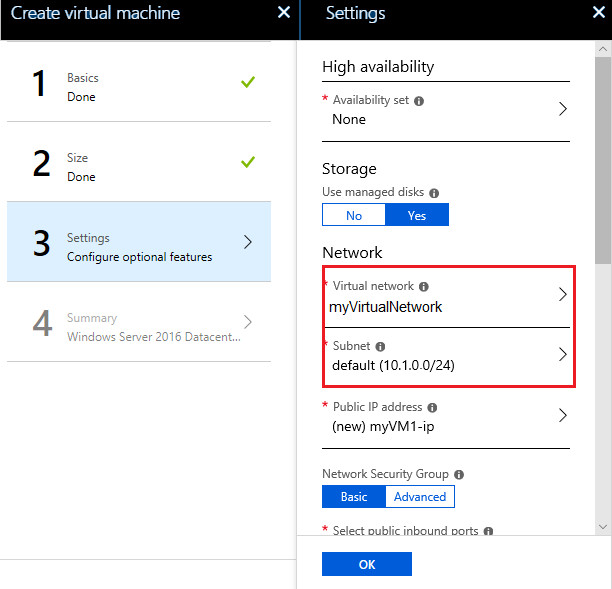 Create virtual machine
1
Basics
Done
2
Size
Done
3
Settings
Configure optional features
4
Summary
Windows Server 2016 Datacent...
Settings
High availability
* Availability set
None
Storage
Use managed disks
No Yes
Network
* Virtual network
myVirtualNetwork
* Subnet
default (10.1.0.0/24)
* Public IP address
(new) myVM1-ip
Network Security Group
Basic Advanced
* Select public inbound ports
OK